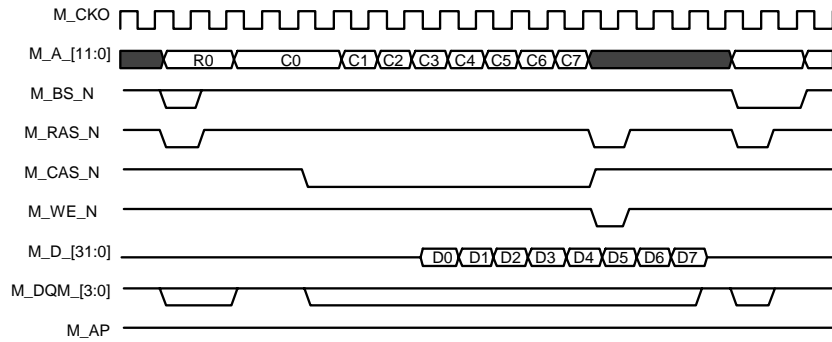 M_CKO
M_A_[11:0] R0 C0 C1 C2 C3 C4 C5 C6 C7
M_BS_N
M_RAS_N
M_CAS_N
M_WE_N
M_D_[31:0] D0 D1 D2 D3 D4 D5 D6 D7
M_DQM_[3:0]
M_AP